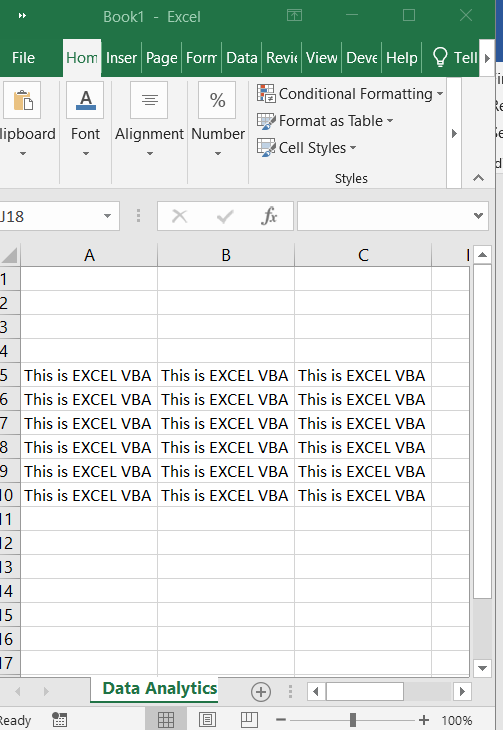 Book1 - Excel
File Hom Inser Page Form Data Revie View Deve Help Tell
lipboard Font Alignment Number
A %
Conditional Formatting
Format as Table
Cell Styles
Styles
J18 fx
A B C
1
2
3
4
5 This is EXCEL VBA This is EXCEL VBA This is EXCEL VBA
6 This is EXCEL VBA This is EXCEL VBA This is EXCEL VBA
7 This is EXCEL VBA This is EXCEL VBA This is EXCEL VBA
8 This is EXCEL VBA This is EXCEL VBA This is EXCEL VBA
9 This is EXCEL VBA This is EXCEL VBA This is EXCEL VBA
10 This is EXCEL VBA This is EXCEL VBA This is EXCEL VBA
11
12
13
14
15
16
17
Data Analytics
Ready 100%